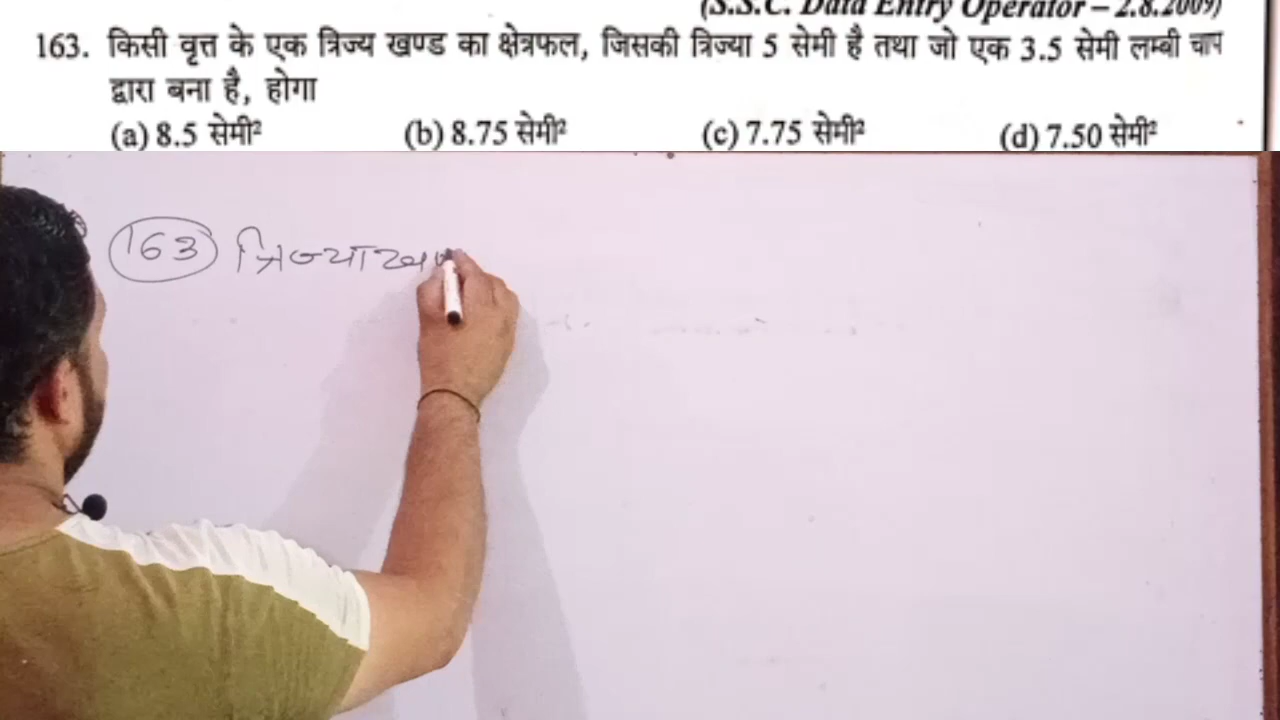 (S.S.C. Data Entry Operator – 2.8.2009)
163. किसी वृत्त के एक त्रिज्य खण्ड का क्षेत्रफल, जिसकी त्रिज्या 5 सेमी है तथा जो एक 3.5 सेमी लम्बी चाप
द्वारा बना है, होगा
(a) 8.5 सेमी² (b) 8.75 सेमी² (c) 7.75 सेमी² (d) 7.50 सेमी²
163 त्रिज्याख